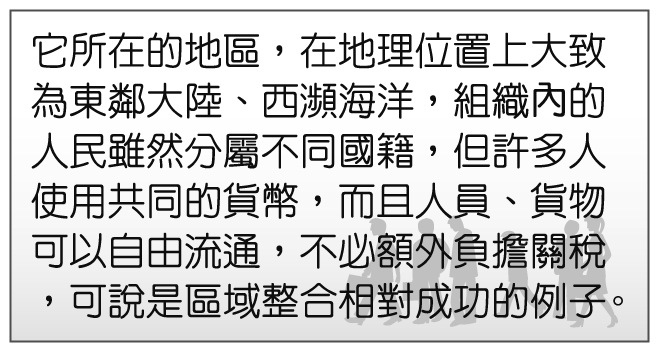 它所在的地區，在地理位置上大致
為東鄰大陸、西瀕海洋，組織內的
人民雖然分屬不同國籍，但許多人
使用共同的貨幣，而且人員、貨物
可以自由流通，不必額外負擔關稅
，可說是區域整合相對成功的例子。